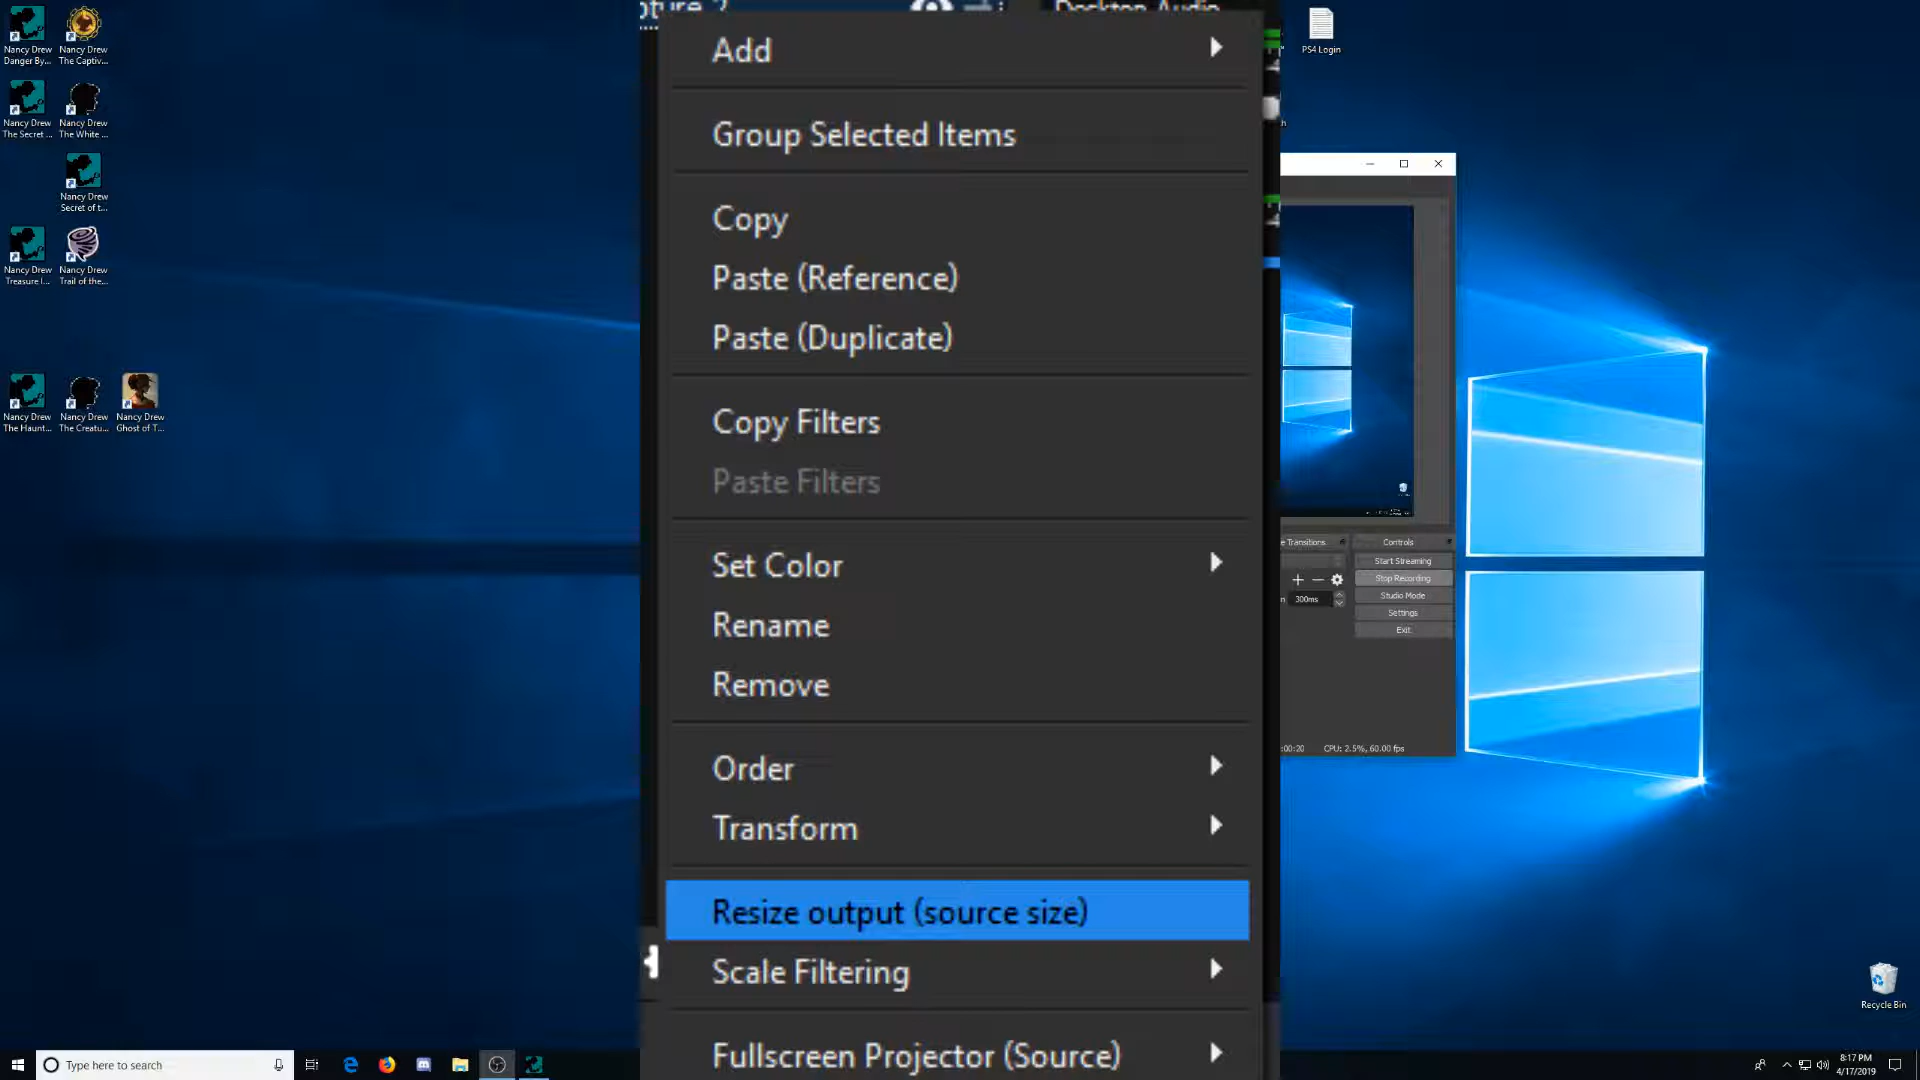 Nancy Drew
Danger By...
Nancy Drew
The Captiv...
Nancy Drew
The Secret ...
Nancy Drew
The White ...
Nancy Drew
Secret of t...
Nancy Drew
Treasure I...
Nancy Drew
Trail of the...
Nancy Drew
The Haunt...
Nancy Drew
The Creatu...
Nancy Drew
Ghost of T...
Desktop Audio
Add
Group Selected Items
Copy
Paste (Reference)
Paste (Duplicate)
Copy Filters
Paste Filters
Set Color
Rename
Remove
Order
Transform
Resize output (source size)
Scale Filtering
Fullscreen Projector (Source)
PS4 Login
e Transitions
Controls
Start Streaming
Stop Recording
300ms
Studio Mode
Settings
Exit
:00:20
CPU: 2.5%, 60.00 fps
Recycle Bin
Type here to search
8:17 PM
4/17/2019